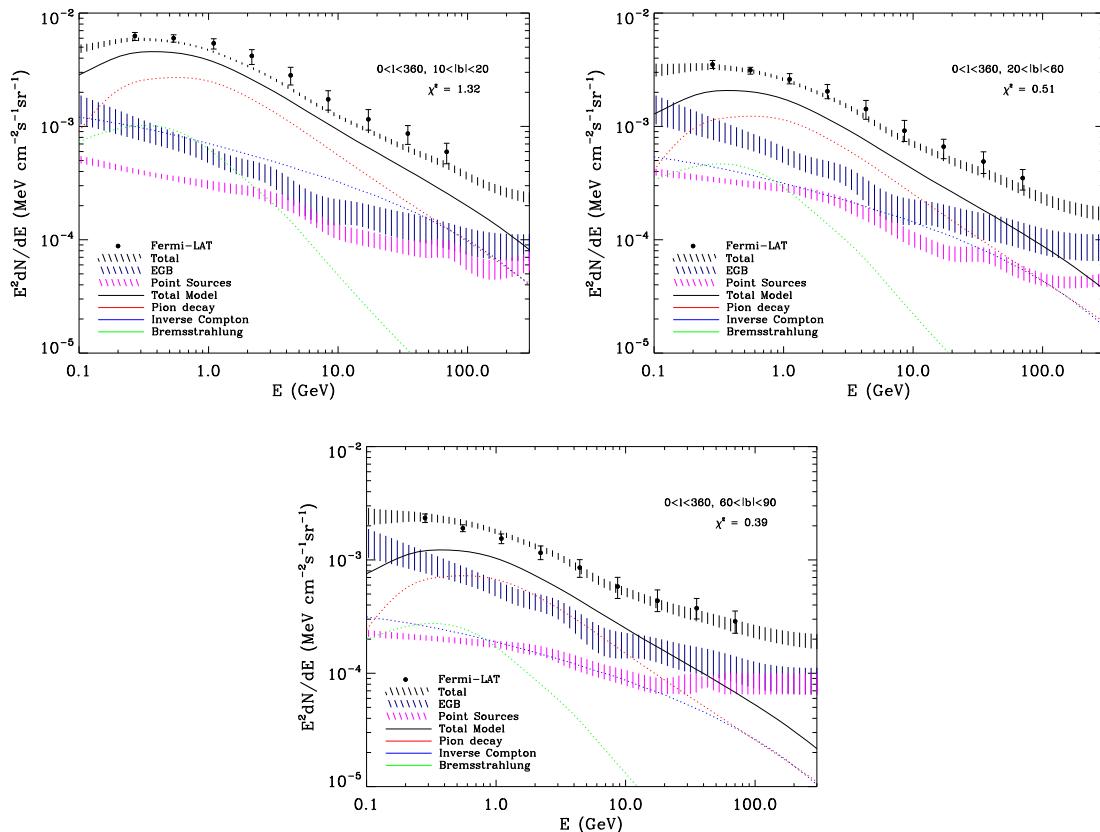 10⁻²
10⁻³
10⁻⁴
10⁻⁵
E²dN/dE (MeV cm⁻²s⁻¹sr⁻¹)
0<l<360, 10<|b|<20
χ² = 1.32
Fermi-LAT
Total
EGB
Point Sources
Total Model
Pion decay
Inverse Compton
Bremsstrahlung
0.1 1.0 10.0 100.0
E (GeV)
10⁻²
10⁻³
10⁻⁴
10⁻⁵
E²dN/dE (MeV cm⁻²s⁻¹sr⁻¹)
0<l<360, 20<|b|<60
χ² = 0.51
Fermi-LAT
Total
EGB
Point Sources
Total Model
Pion decay
Inverse Compton
Bremsstrahlung
0.1 1.0 10.0 100.0
E (GeV)
10⁻²
10⁻³
10⁻⁴
10⁻⁵
E²dN/dE (MeV cm⁻²s⁻¹sr⁻¹)
0<l<360, 60<|b|<90
χ² = 0.39
Fermi-LAT
Total
EGB
Point Sources
Total Model
Pion decay
Inverse Compton
Bremsstrahlung
0.1 1.0 10.0 100.0
E (GeV)